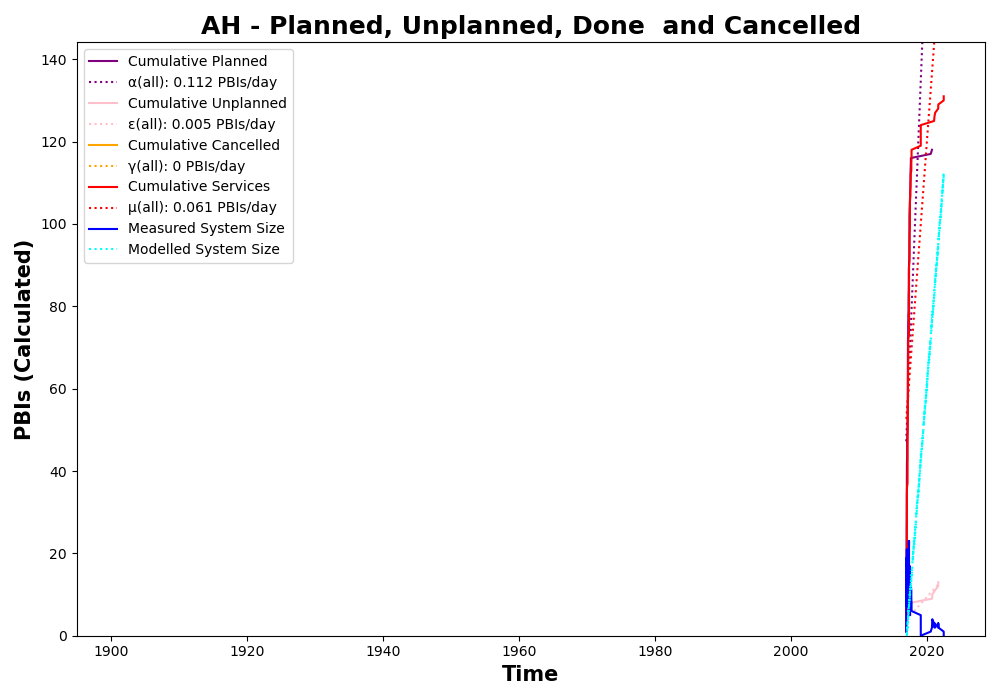 AH - Planned, Unplanned, Done  and Cancelled
PBIs (Calculated)
140
120
100
80
60
40
20
0
Cumulative Planned
α(all): 0.112 PBIs/day
Cumulative Unplanned
ε(all): 0.005 PBIs/day
Cumulative Cancelled
γ(all): 0 PBIs/day
Cumulative Services
μ(all): 0.061 PBIs/day
Measured System Size
Modelled System Size
1900 1920 1940 1960 1980 2000 2020
Time